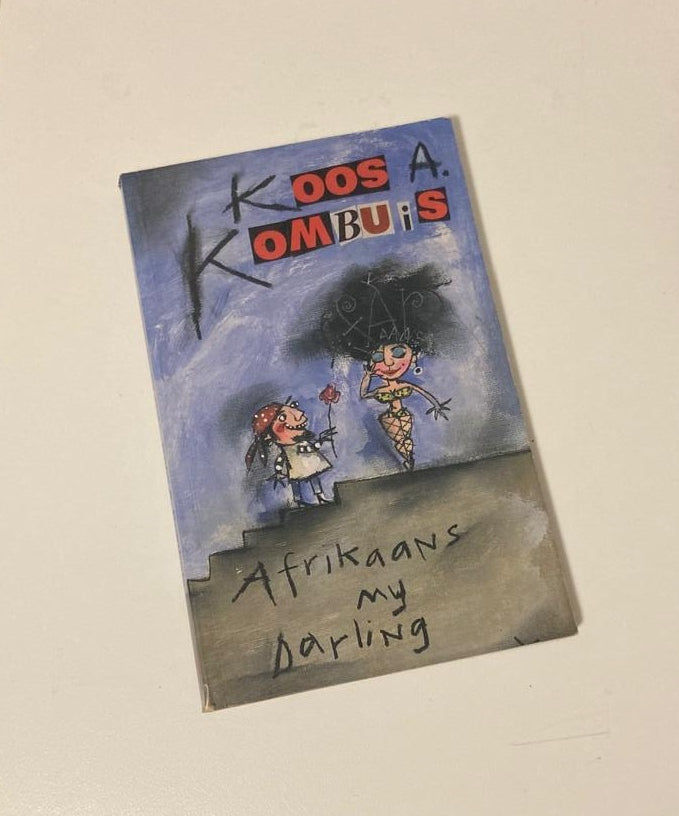 KOOS A.
KOMBUiS
Afrikaans
my
Darling